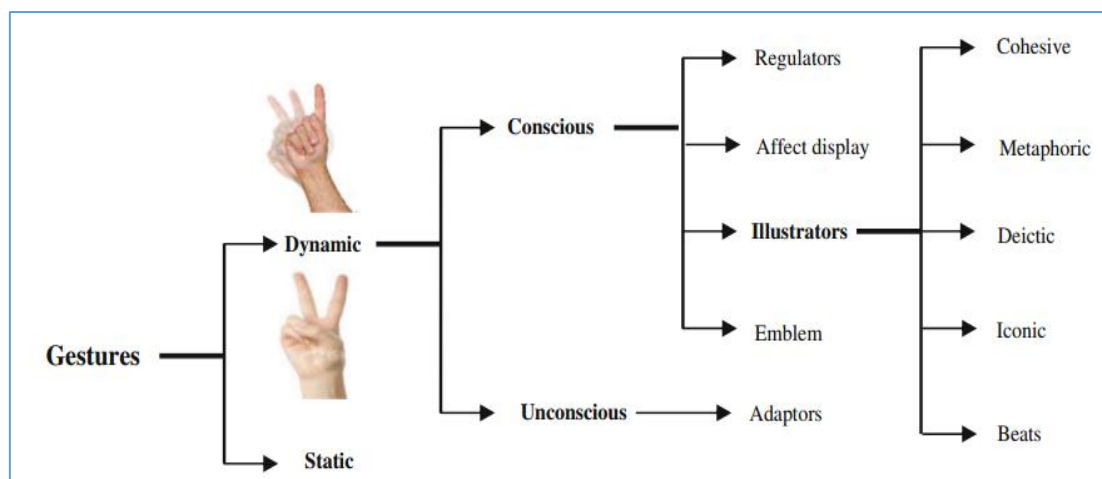 Gestures
Dynamic
Static
Conscious
Unconscious
Regulators
Affect display
Illustrators
Emblem
Adaptors
Cohesive
Metaphoric
Deictic
Iconic
Beats